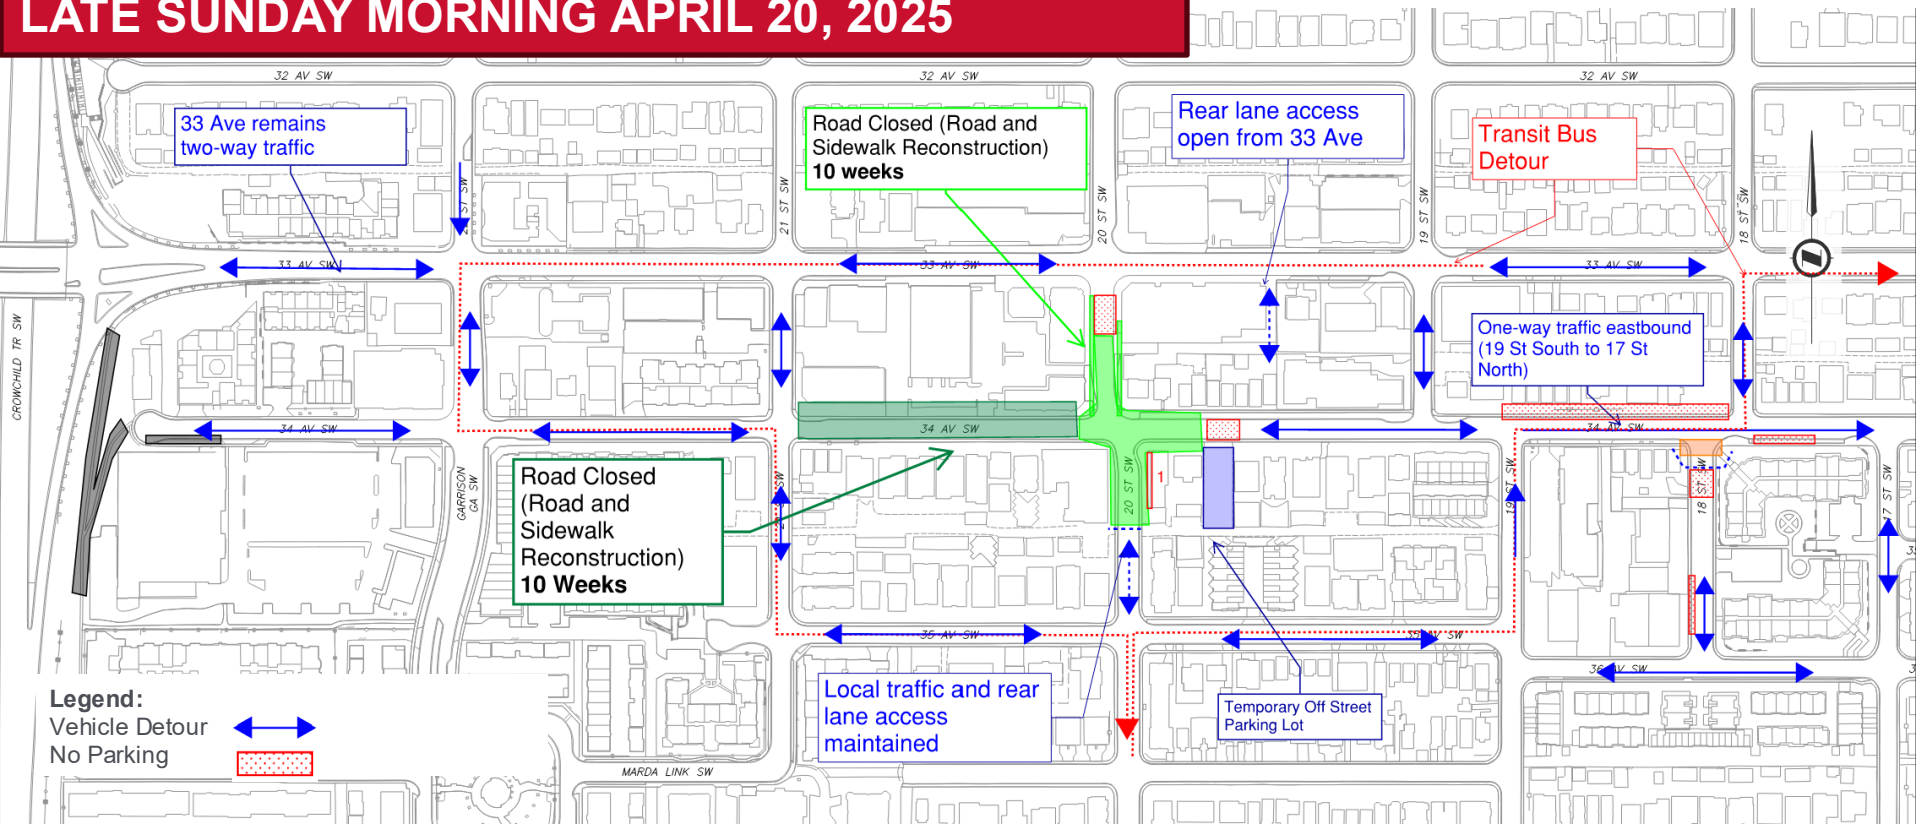 LATE SUNDAY MORNING APRIL 20, 2025
32 AV SW
32 AV SW
32 AV SW
33 Ave remains
two-way traffic
Road Closed (Road and
Sidewalk Reconstruction)
10 weeks
Rear lane access
open from 33 Ave
Transit Bus
Detour
21 ST SW
20 ST SW
19 ST SW
18 ST SW
33 AV SW
33 AV SW
33 AV SW
CROWCHILD TR SW
One-way traffic eastbound
(19 St South to 17 St
North)
34 AV SW
34 AV SW
34 AV SW
GARRISON
GA SW
Road Closed
(Road and
Sidewalk
Reconstruction)
10 Weeks
20 ST SW
1
19 ST SW
18 ST SW
17 ST SW
35 AV SW
35 AV SW
36 AV SW
Local traffic and rear
lane access
maintained
Temporary Off Street
Parking Lot
Legend:
Vehicle Detour
No Parking
MARDA LINK SW